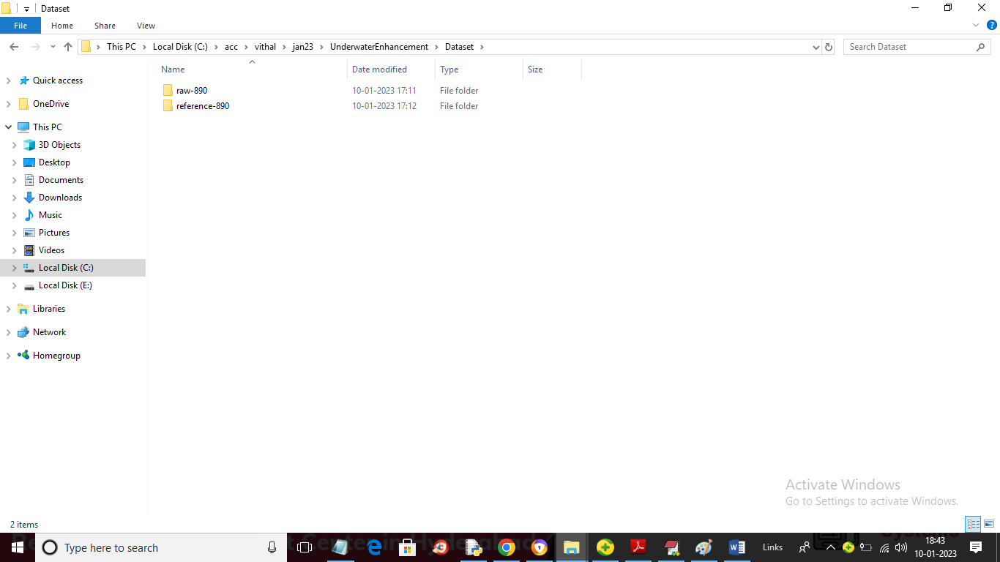 Dataset
File Home Share View
This PC Local Disk (C:) acc vithal jan23 UnderwaterEnhancement Dataset
Search Dataset
Name Date modified Type Size
Quick access
raw-890 10-01-2023 17:11 File folder
OneDrive
reference-890 10-01-2023 17:12 File folder
This PC
3D Objects
Desktop
Documents
Downloads
Music
Pictures
Videos
Local Disk (C:)
Local Disk (E:)
Libraries
Network
Homegroup
Activate Windows
Go to Settings to activate Windows.
2 items
Type here to search
Links
18:43
10-01-2023